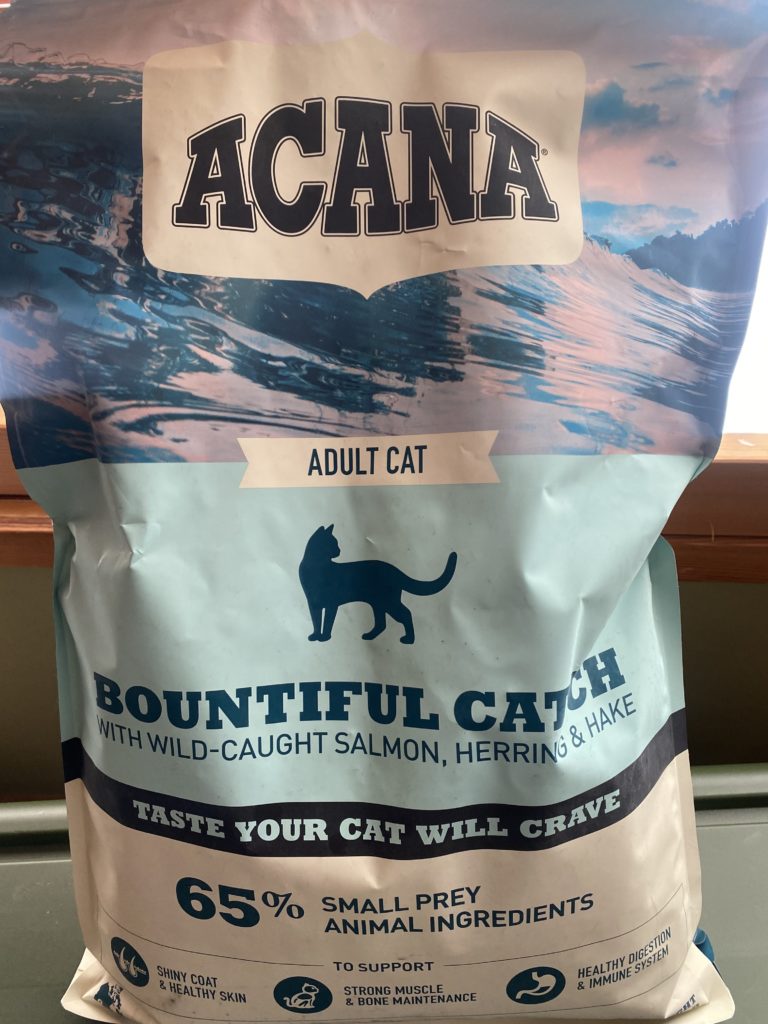 ACANA®
ADULT CAT
BOUNTIFUL CATCH
WITH WILD-CAUGHT SALMON, HERRING & HAKE
TASTE YOUR CAT WILL CRAVE
65% SMALL PREY
ANIMAL INGREDIENTS
TO SUPPORT
SHINY COAT
& HEALTHY SKIN
STRONG MUSCLE
& BONE MAINTENANCE
HEALTHY DIGESTION
& IMMUNE SYSTEM